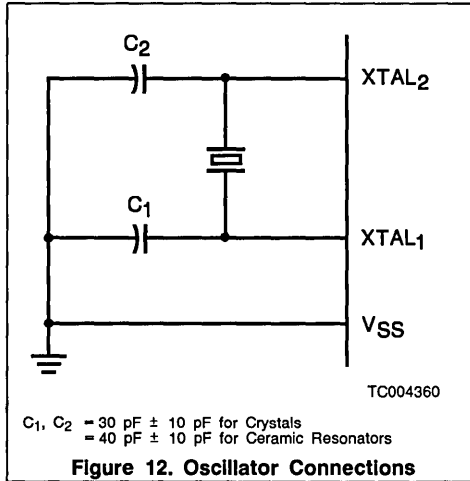 C2
XTAL2
C1
XTAL1
VSS
TC004360
C1, C2 = 30 pF ± 10 pF for Crystals
= 40 pF ± 10 pF for Ceramic Resonators
Figure 12. Oscillator Connections